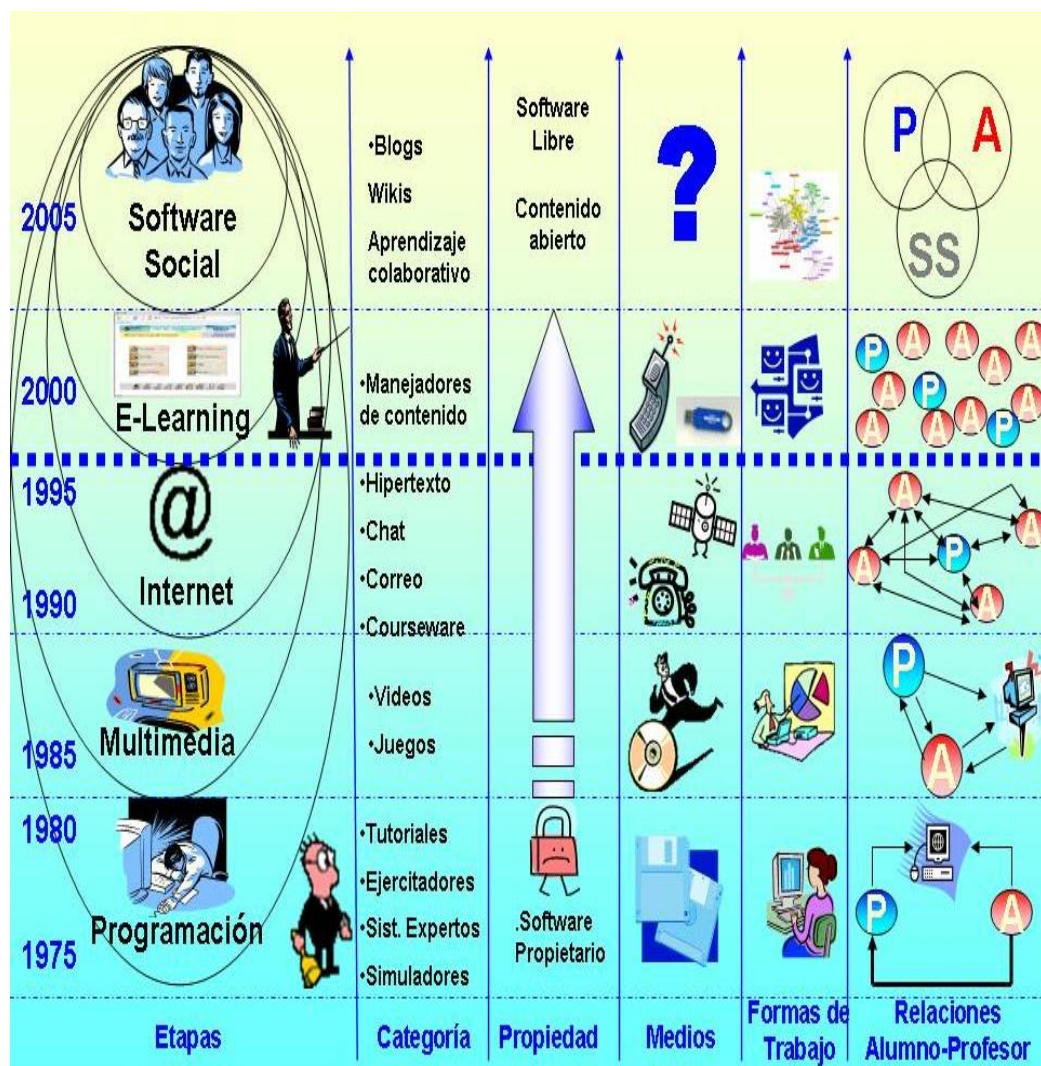 2005
Software
Social
•Blogs
Wikis
Aprendizaje
colaborativo
Software
Libre
Contenido
abierto
?
P A
SS
2000
E-Learning
•Manejadores
de contenido
P A A A
A P A A
A A A P A
1995
1990
@
Internet
•Hipertexto
•Chat
•Correo
•Courseware
A
A
P
A
A
1985
Multimedia
•Videos
•Juegos
P
A
1980
1975
Programación
•Tutoriales
•Ejercitadores
•Sist. Expertos
•Simuladores
.Software
Propietario
P A
Etapas
Categoría
Propiedad
Medios
Formas de
Trabajo
Relaciones
Alumno-Profesor